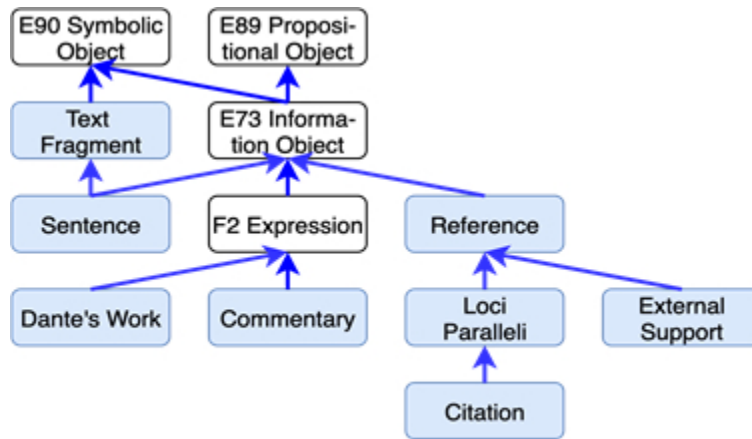 E90 Symbolic
Object
E89 Proposi-
tional Object
Text
Fragment
E73 Informa-
tion Object
Sentence
F2 Expression
Reference
Dante's Work
Commentary
Loci
Paralleli
External
Support
Citation